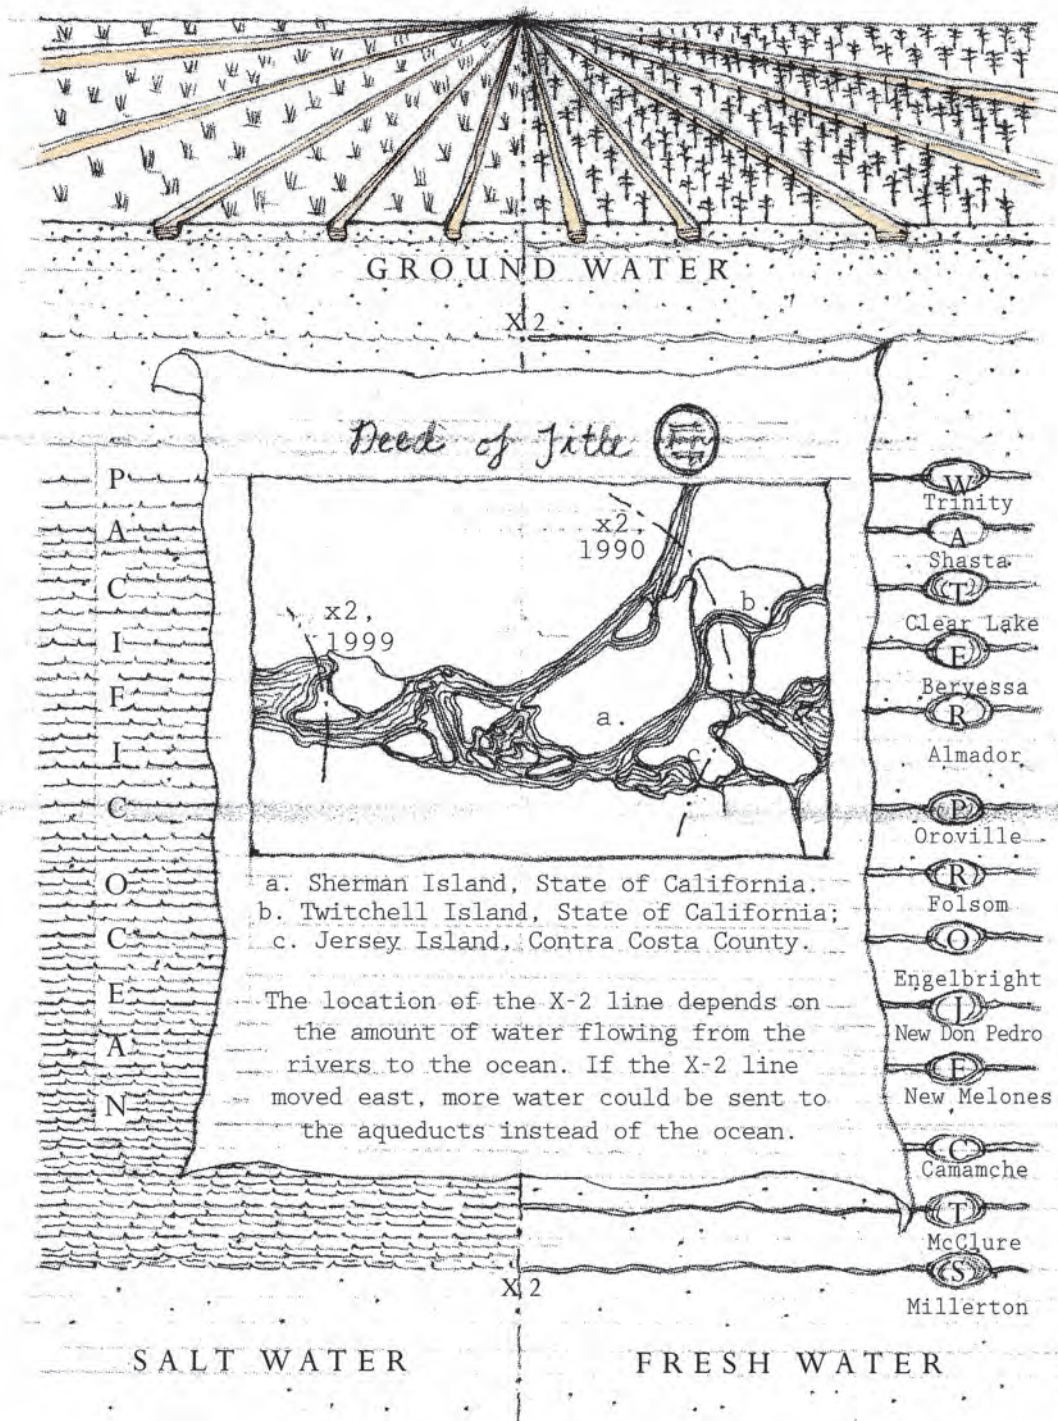 GROUND WATER
X2
Deed of Title
x2,
1990
x2,
1999
a.
b.
c.
a. Sherman Island, State of California.
b. Twitchell Island, State of California;
c. Jersey Island, Contra Costa County.
The location of the X-2 line depends on
the amount of water flowing from the
rivers to the ocean. If the X-2 line
moved east, more water could be sent to
the aqueducts instead of the ocean.
PACIFIC OCEAN
WATER PROJECTS
Trinity
Shasta
Clear Lake
Beryessa
Almador
Oroville
Folsom
Engelbright
New Don Pedro
New Melones
Camamche
McClure
Millerton
X2
SALT WATER
FRESH WATER